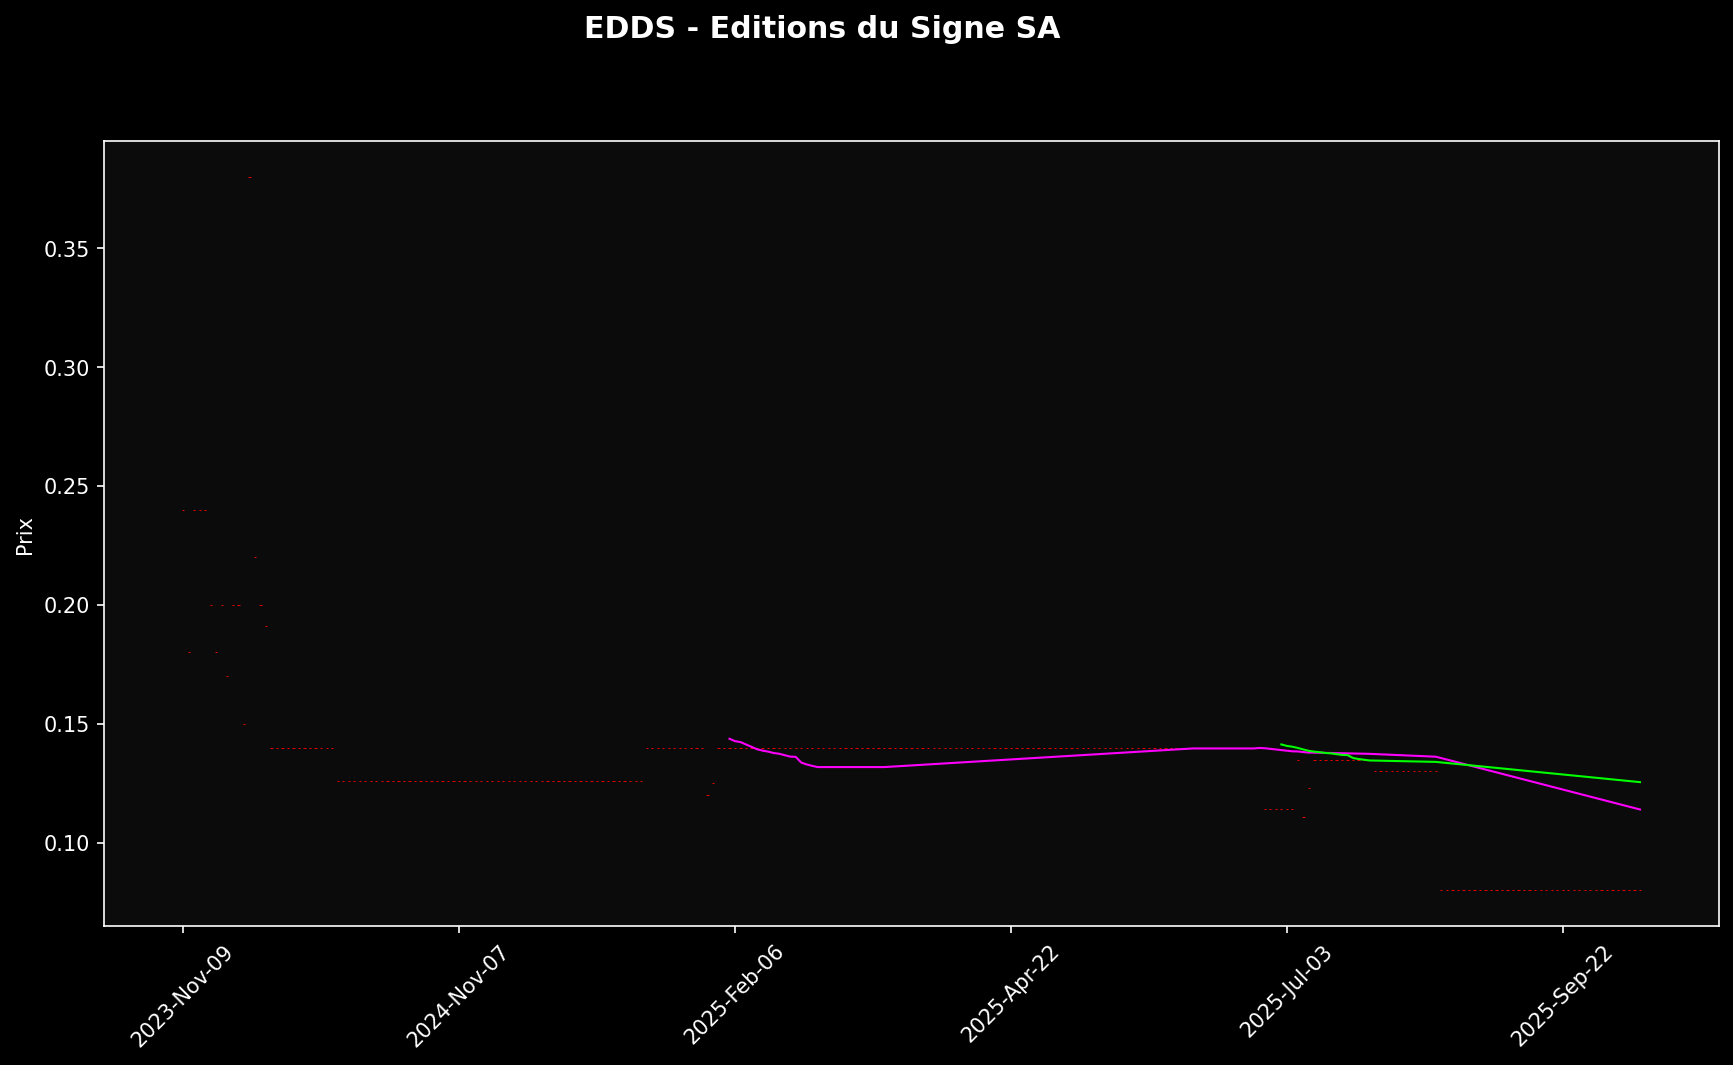 EDDS - Editions du Signe SA
Prix
0.35
0.30
0.25
0.20
0.15
0.10
2023-Nov-09
2024-Nov-07
2025-Feb-06
2025-Apr-22
2025-Jul-03
2025-Sep-22